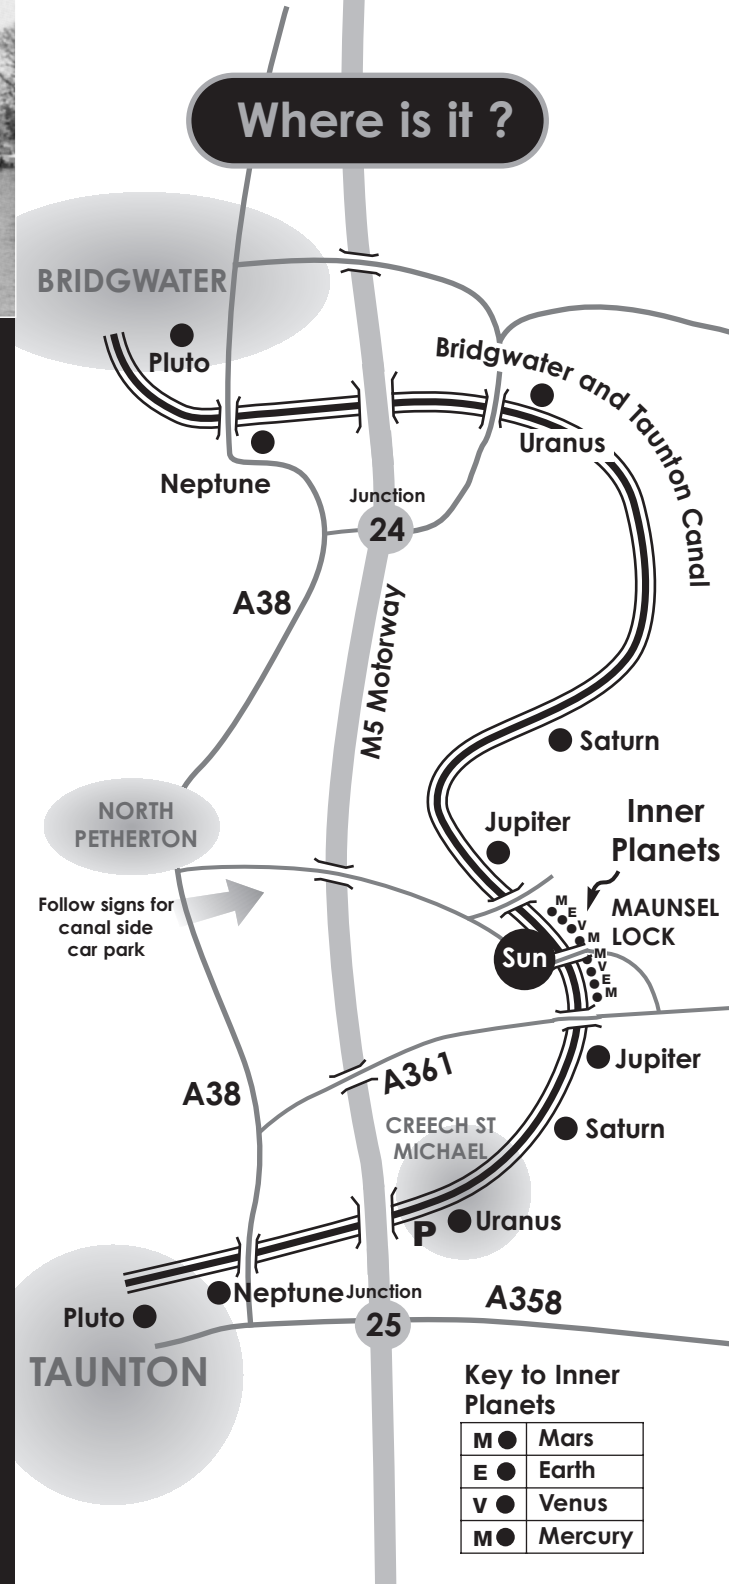 Where is it ?
BRIDGWATER
Pluto
Bridgwater and Taunton Canal
Uranus
Neptune
Junction
24
A38
M5 Motorway
Saturn
NORTH
PETHERTON
Jupiter
Inner
Planets
Follow signs for
canal side
car park
MAUNSEL
LOCK
M
E
V
M
Sun
M
V
E
M
Jupiter
A361
A38
CREECH ST
MICHAEL
Saturn
P
Uranus
Neptune
Junction
25
A358
Pluto
TAUNTON
Key to Inner
Planets
M Mars
E Earth
V Venus
M Mercury